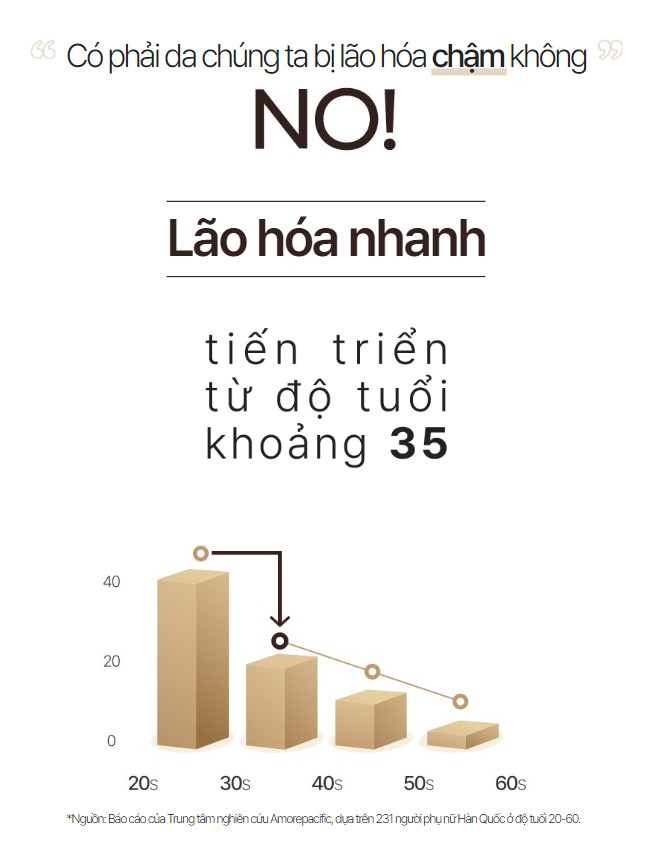 “ Có phải da chúng ta bị lão hóa chậm không ”
NO!
Lão hóa nhanh
tiến triển
từ độ tuổi
khoảng 35
40
20
0
20s 30s 40s 50s 60s
*Nguồn: Báo cáo của Trung tâm nghiên cứu Amorepacific, dựa trên 231 người phụ nữ Hàn Quốc ở độ tuổi 20-60.